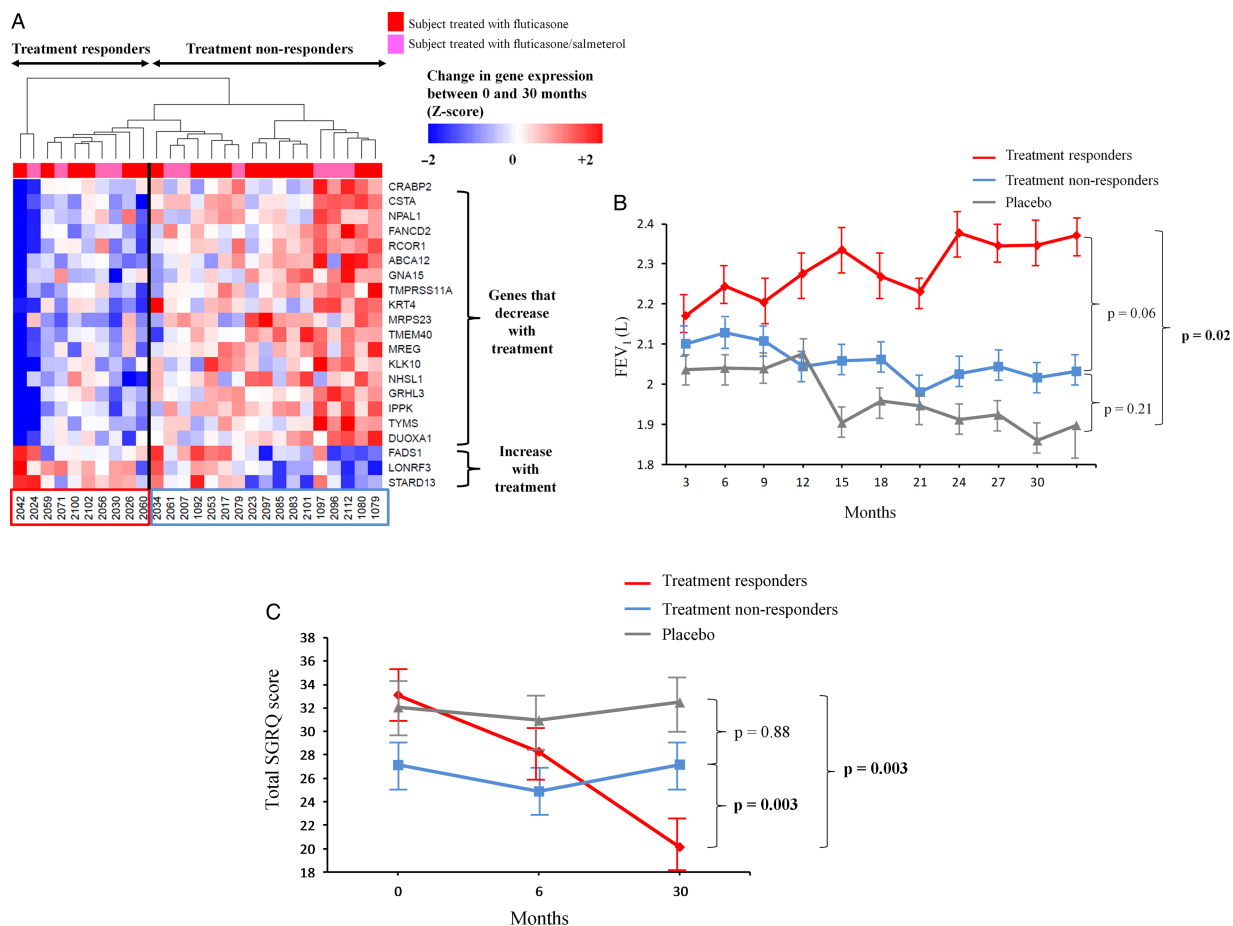 A
Subject treated with fluticasone
Subject treated with fluticasone/salmeterol
Treatment responders
Treatment non-responders
Change in gene expression
between 0 and 30 months
(Z-score)
−2
0
+2
CRABP2
CSTA
NPAL1
FANCD2
RCOR1
ABCA12
GNA15
TMPRSS11A
KRT4
MRPS23
TMEM40
MREG
KLK10
NHSL1
GRHL3
IPPK
TYMS
DUOXA1
FADS1
LONRF3
STARD13
Genes that
decrease
with
treatment
Increase
with
treatment
2042
2024
2059
2071
2100
2102
2056
2030
2026
2060
2034
2061
2007
1092
2053
2017
2079
2023
2097
2085
2083
2101
1097
2096
2112
1080
1079
B
Treatment responders
Treatment non-responders
Placebo
FEV1 (L)
2.4
2.3
2.2
2.1
2
1.9
1.8
3
6
9
12
15
18
21
24
27
30
Months
p = 0.06
p = 0.21
p = 0.02
C
Treatment responders
Treatment non-responders
Placebo
Total SGRQ score
38
36
34
32
30
28
26
24
22
20
18
0
6
30
Months
p = 0.88
p = 0.003
p = 0.003